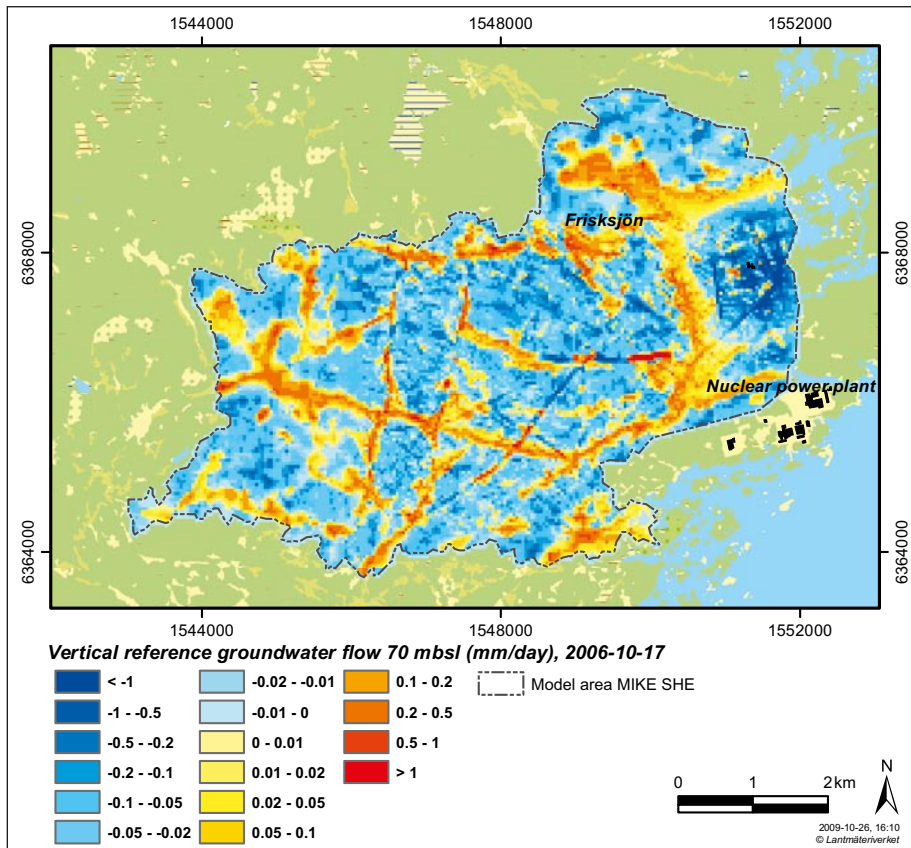 1544000 1548000 1552000
Frisksjön
6368000 6368000
Nuclear power plant
6364000 6364000
1544000 1548000 1552000
Vertical reference groundwater flow 70 mbsl (mm/day), 2006-10-17
< -1 -0.02 - -0.01 0.1 - 0.2 Model area MIKE SHE
-1 - -0.5 -0.01 - 0 0.2 - 0.5
-0.5 - -0.2 0 - 0.01 0.5 - 1
-0.2 - -0.1 0.01 - 0.02 > 1
-0.1 - -0.05 0.02 - 0.05
-0.05 - -0.02 0.05 - 0.1
N
0 1 2 km
2009-10-26, 16:10
© Lantmäteriverket